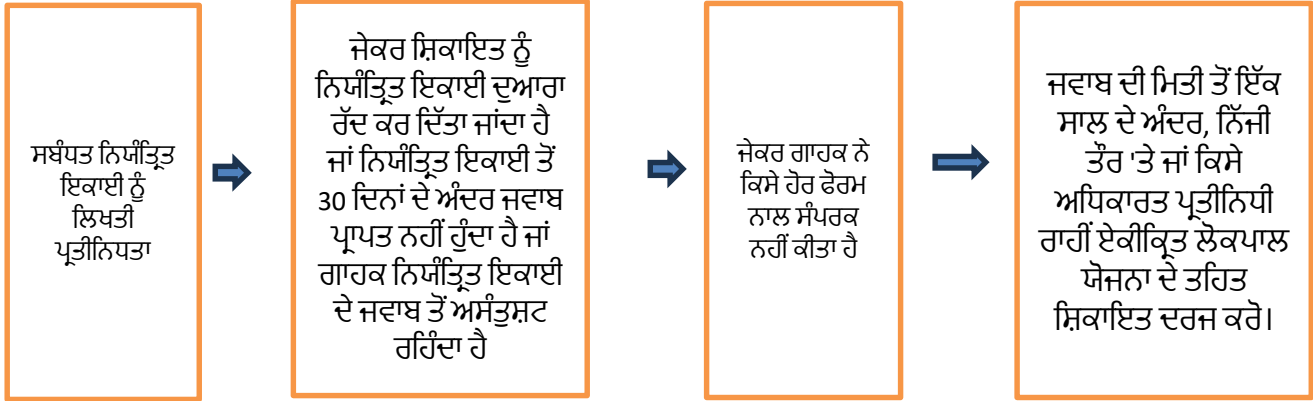 ਸਬੰਧਤ ਨਿਯੰਤ੍ਰਿਤ
ਇਕਾਈ ਨੂੰ
ਲਿਖਤੀ
ਪ੍ਰਤੀਨਿਧਤਾ
ਜੇਕਰ ਸ਼ਿਕਾਇਤ ਨੂੰ
ਨਿਯੰਤ੍ਰਿਤ ਇਕਾਈ ਦੁਆਰਾ
ਰੱਦ ਕਰ ਦਿੱਤਾ ਜਾਂਦਾ ਹੈ
ਜਾਂ ਨਿਯੰਤ੍ਰਿਤ ਇਕਾਈ ਤੋਂ
30 ਦਿਨਾਂ ਦੇ ਅੰਦਰ ਜਵਾਬ
ਪ੍ਰਾਪਤ ਨਹੀਂ ਹੁੰਦਾ ਹੈ ਜਾਂ
ਗਾਹਕ ਨਿਯੰਤ੍ਰਿਤ ਇਕਾਈ
ਦੇ ਜਵਾਬ ਤੋਂ ਅਸੰਤੁਸ਼ਟ
ਰਹਿੰਦਾ ਹੈ
ਜੇਕਰ ਗਾਹਕ ਨੇ
ਕਿਸੇ ਹੋਰ ਫੋਰਮ
ਨਾਲ ਸੰਪਰਕ
ਨਹੀਂ ਕੀਤਾ ਹੈ
ਜਵਾਬ ਦੀ ਮਿਤੀ ਤੋਂ ਇੱਕ
ਸਾਲ ਦੇ ਅੰਦਰ, ਨਿੱਜੀ
ਤੌਰ 'ਤੇ ਜਾਂ ਕਿਸੇ
ਅਧਿਕਾਰਤ ਪ੍ਰਤੀਨਿਧੀ
ਰਾਹੀਂ ਏਕੀਕ੍ਰਿਤ ਲੋਕਪਾਲ
ਯੋਜਨਾ ਦੇ ਤਹਿਤ
ਸ਼ਿਕਾਇਤ ਦਰਜ ਕਰੋ।